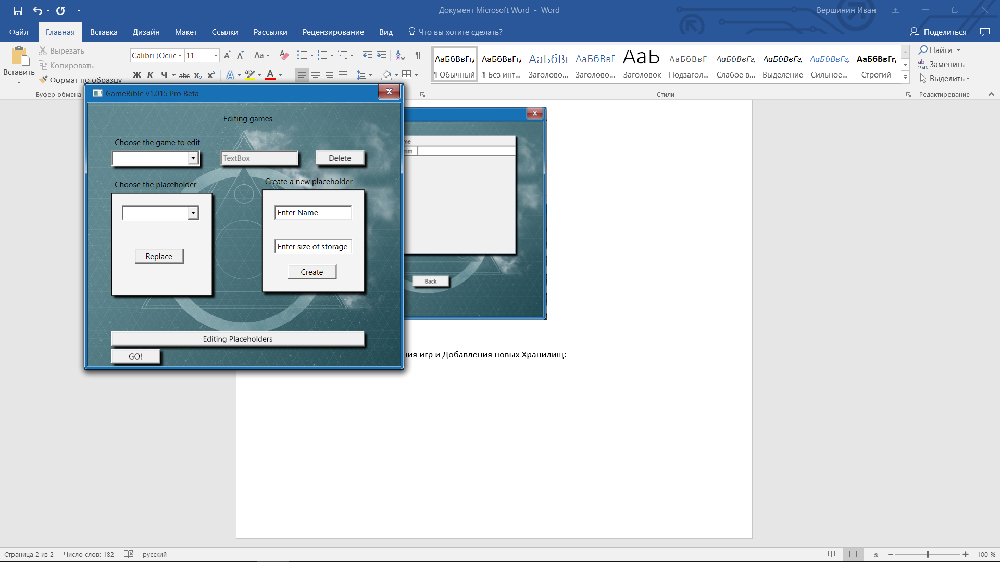 Документ Microsoft Word - Word
Вершинин Иван
Файл
Главная
Вставка
Дизайн
Макет
Ссылки
Рассылки
Рецензирование
Вид
Что вы хотите сделать?
Поделиться
Вставить
Вырезать
Копировать
Формат по образцу
Буфер обмена
Calibri (Оснс
11
Aa
Ж К Ч abc x₂ x²
АаБбВвГг,
¶ Обычный
АаБбВвГг,
¶ Без инт...
АаБбВı
Заголово...
АаБбВвГ
Заголово...
АаЬ
Заголовок
АаБбВвГı
Подзагол...
АаБбВвГг,
Слабое в...
АаБбВвГг,
Выделение
АаБбВвГг,
Сильное...
АаБбВвГг,
Строгий
Стили
Найти
Заменить
Выделить
Редактирование
GameBible v1.015 Pro Beta
Editing games
Choose the game to edit
TextBox
Delete
Choose the placeholder
Create a new placeholder
Enter Name
Enter size of storage
Replace
Create
Editing Placeholders
GO!
me
rim
Back
ния игр и Добавления новых Хранилищ:
Страница 2 из 2
Число слов: 182
русский
100 %